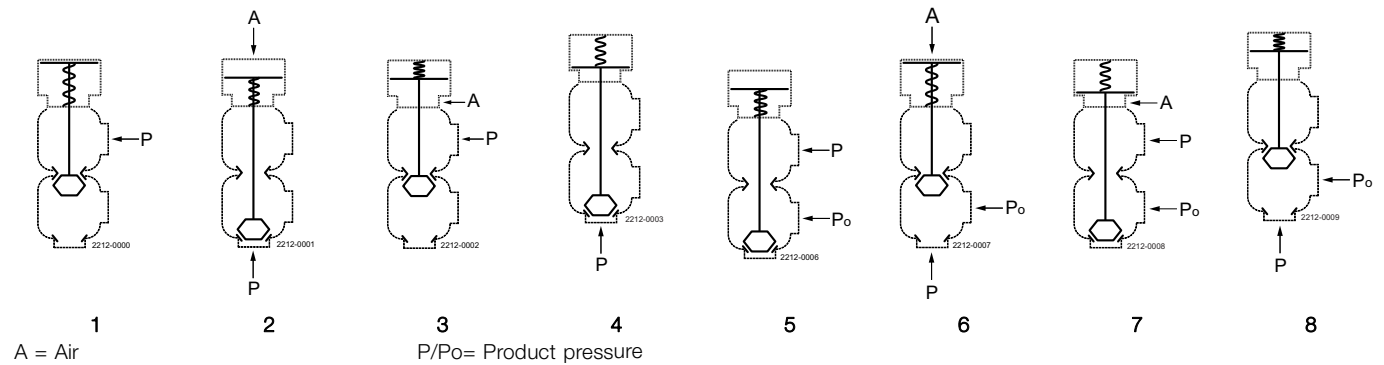 A
A
P
A
P
P
A
P
P
Po
Po
P
Po
Po
P
P
P
2212-0000
2212-0001
2212-0002
2212-0003
2212-0006
2212-0007
2212-0008
2212-0009
1 2 3 4 5 6 7 8
A = Air P/Po= Product pressure